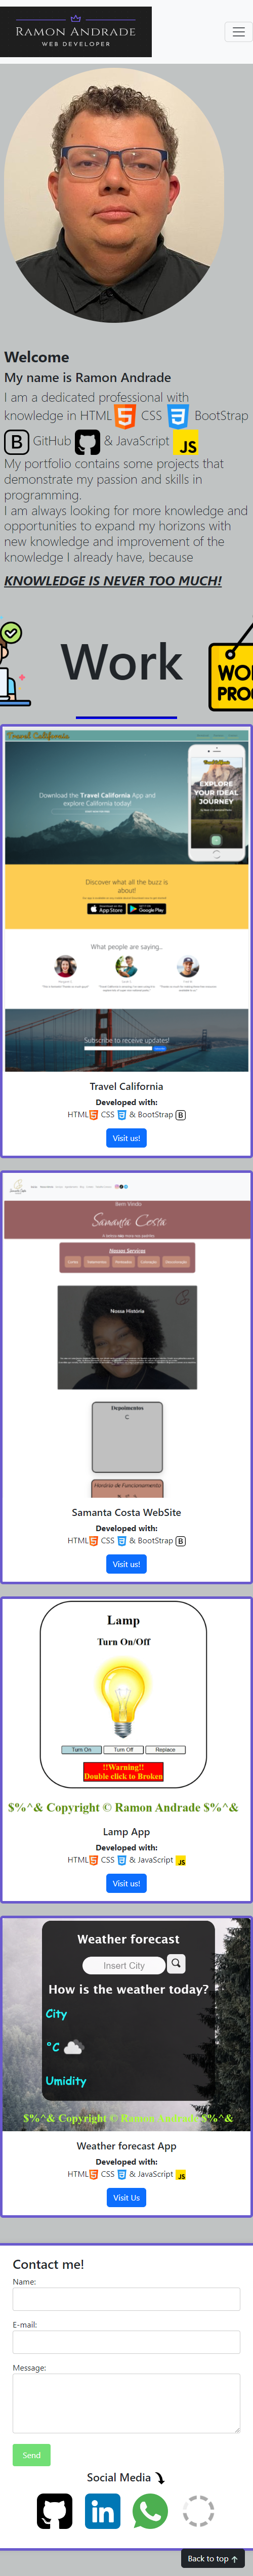 RAMON ANDRADE
WEB DEVELOPER
Welcome
My name is Ramon Andrade
I am a dedicated professional with
knowledge in HTML CSS BootStrap
B GitHub & JavaScript JS
My portfolio contains some projects that
demonstrate my passion and skills in
programming.
I am always looking for more knowledge and
opportunities to expand my horizons with
new knowledge and improvement of the
knowledge I already have, because
KNOWLEDGE IS NEVER TOO MUCH!
Work
Travel California
EXPLORE
YOUR IDEAL
JOURNEY
Download the Travel California App and
explore California today!
Discover what all the buzz is
about!
App Store
Google Play
What people are saying...
Subscribe to receive updates!
Travel California
Developed with:
HTML CSS & BootStrap B
Visit us!
Bem Vindo
Samanta Costa
Nossos Serviços
Nossa História
Depoimentos
Horário de Funcionamento
Samanta Costa WebSite
Developed with:
HTML CSS & BootStrap B
Visit us!
Lamp
Turn On/Off
Turn On Turn Off Replace
!!Warning!!
Double click to Broken
$%^& Copyright © Ramon Andrade $%^&
Lamp App
Developed with:
HTML CSS & JavaScript JS
Visit us!
Weather forecast
Insert City
How is the weather today?
City
°C
Umidity
$%^& Copyright © Ramon Andrade $%^&
Weather forecast App
Developed with:
HTML CSS & JavaScript JS
Visit Us
Contact me!
Name:
E-mail:
Message:
Send
Social Media
in
Back to top